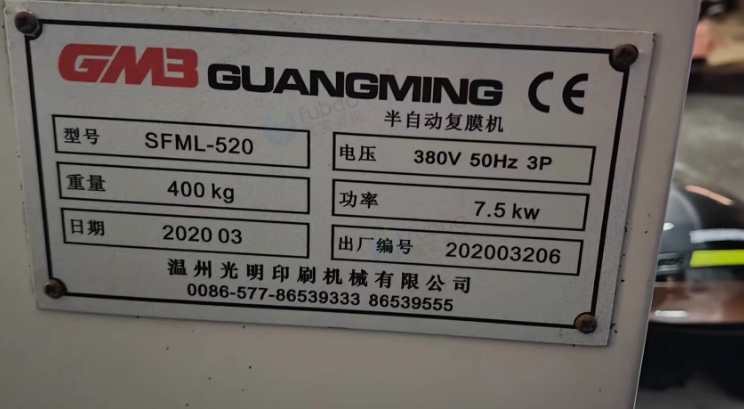 GMB GUANGMING CE
半自动复膜机
型号 SFML-520 电压 380V 50Hz 3P
重量 400 kg 功率 7.5 kw
日期 2020 03 出厂编号 202003206
温州光明印刷机械有限公司
0086-577-86539333 86539555